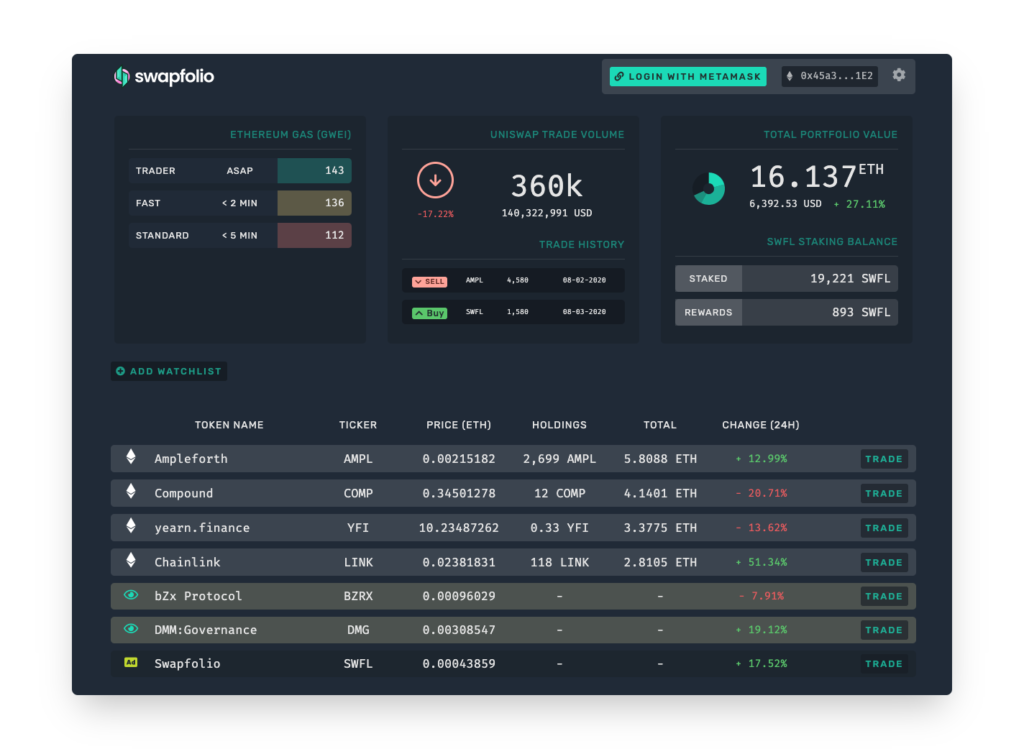 swapfolio
LOGIN WITH METAMASK 0x45a3...1E2
ETHEREUM GAS (GWEI)
TRADER ASAP 143
FAST < 2 MIN 136
STANDARD < 5 MIN 112
UNISWAP TRADE VOLUME
360k
-17.22% 140,322,991 USD
TRADE HISTORY
SELL AMPL 4,580 08-02-2020
Buy SWFL 1,580 08-03-2020
TOTAL PORTFOLIO VALUE
16.137 ETH
6,392.53 USD + 27.11%
SWFL STAKING BALANCE
STAKED 19,221 SWFL
REWARDS 893 SWFL
ADD WATCHLIST
TOKEN NAME TICKER PRICE (ETH) HOLDINGS TOTAL CHANGE (24H)
Ampleforth AMPL 0.00215182 2,699 AMPL 5.8088 ETH + 12.99% TRADE
Compound COMP 0.34501278 12 COMP 4.1401 ETH - 20.71% TRADE
yearn.finance YFI 10.23487262 0.33 YFI 3.3775 ETH - 13.62% TRADE
Chainlink LINK 0.02381831 118 LINK 2.8105 ETH + 51.34% TRADE
bZx Protocol BZRX 0.00096029 - - - 7.91% TRADE
DMM:Governance DMG 0.00308547 - - + 19.12% TRADE
Ad Swapfolio SWFL 0.00043859 - - + 17.52% TRADE